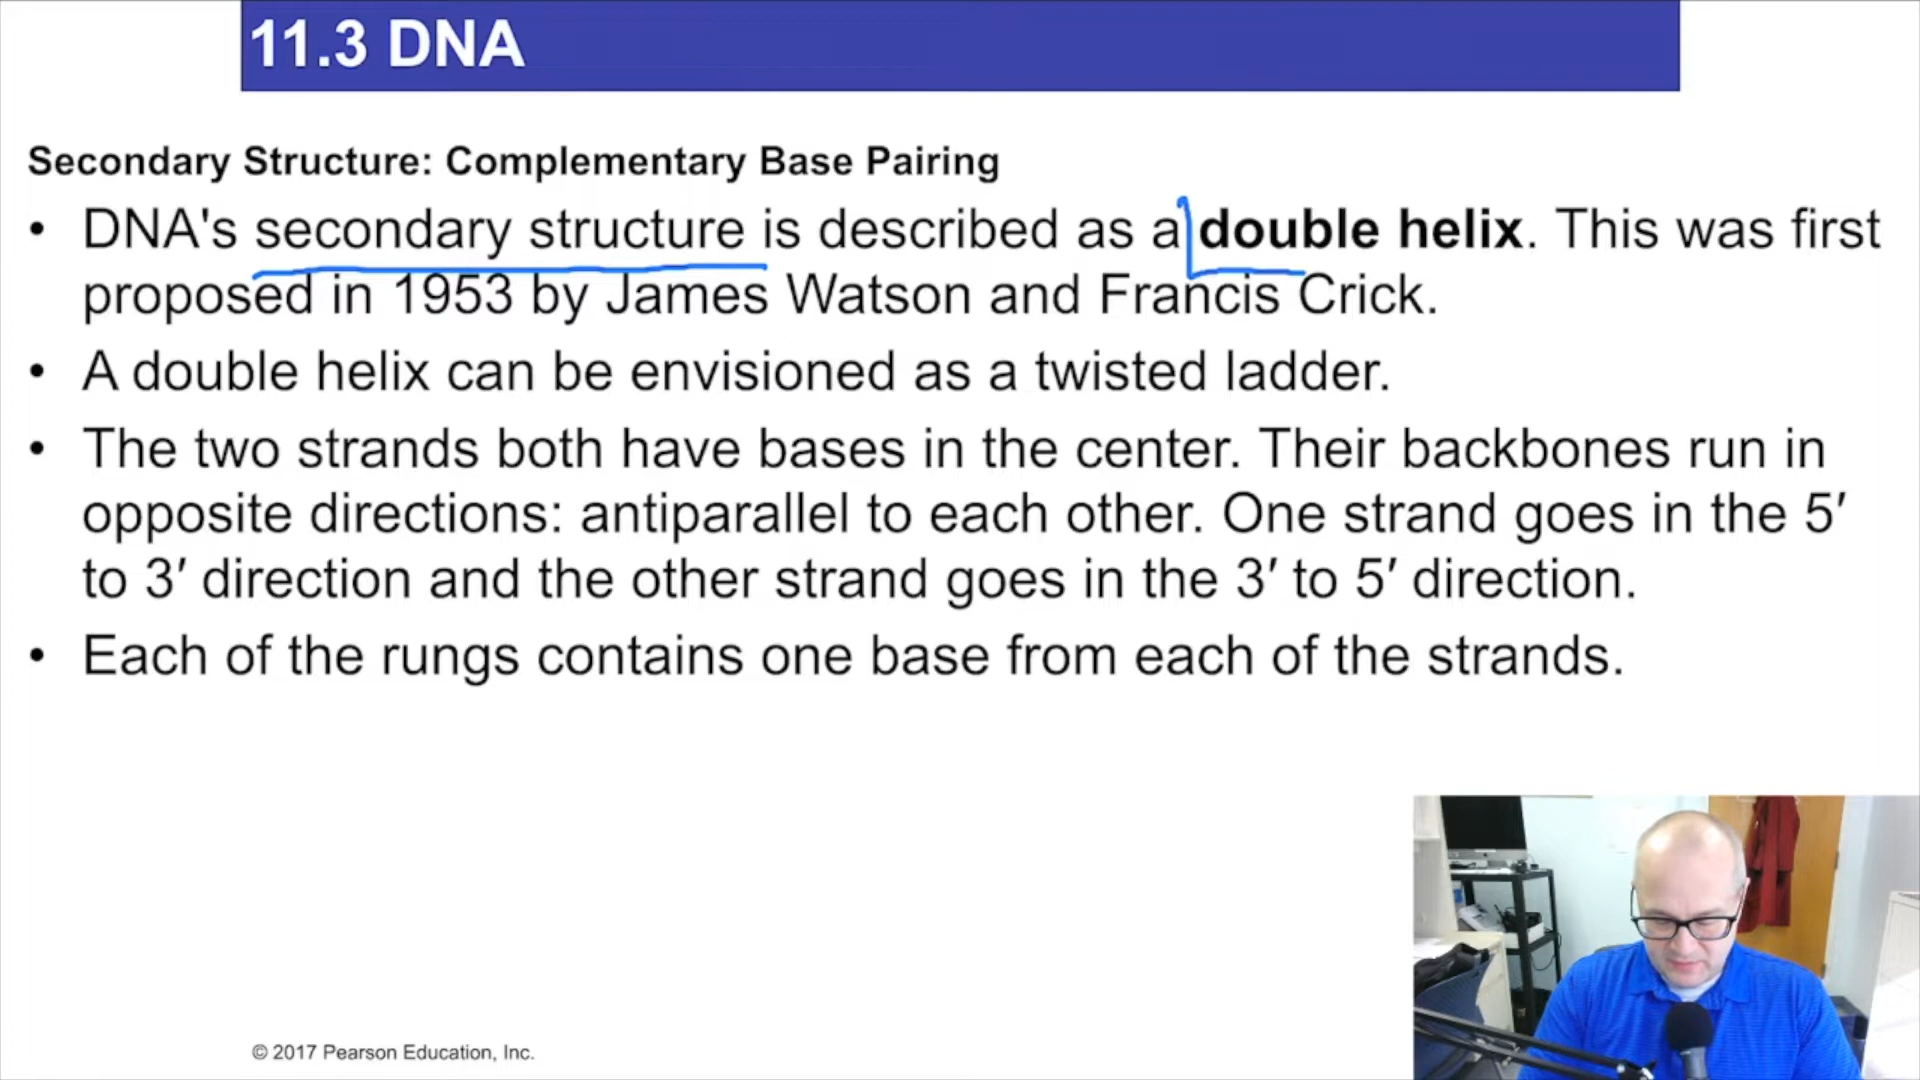 11.3 DNA
Secondary Structure: Complementary Base Pairing
• DNA's secondary structure is described as a double helix. This was first
proposed in 1953 by James Watson and Francis Crick.
• A double helix can be envisioned as a twisted ladder.
• The two strands both have bases in the center. Their backbones run in
opposite directions: antiparallel to each other. One strand goes in the 5′
to 3′ direction and the other strand goes in the 3′ to 5′ direction.
• Each of the rungs contains one base from each of the strands.
© 2017 Pearson Education, Inc.